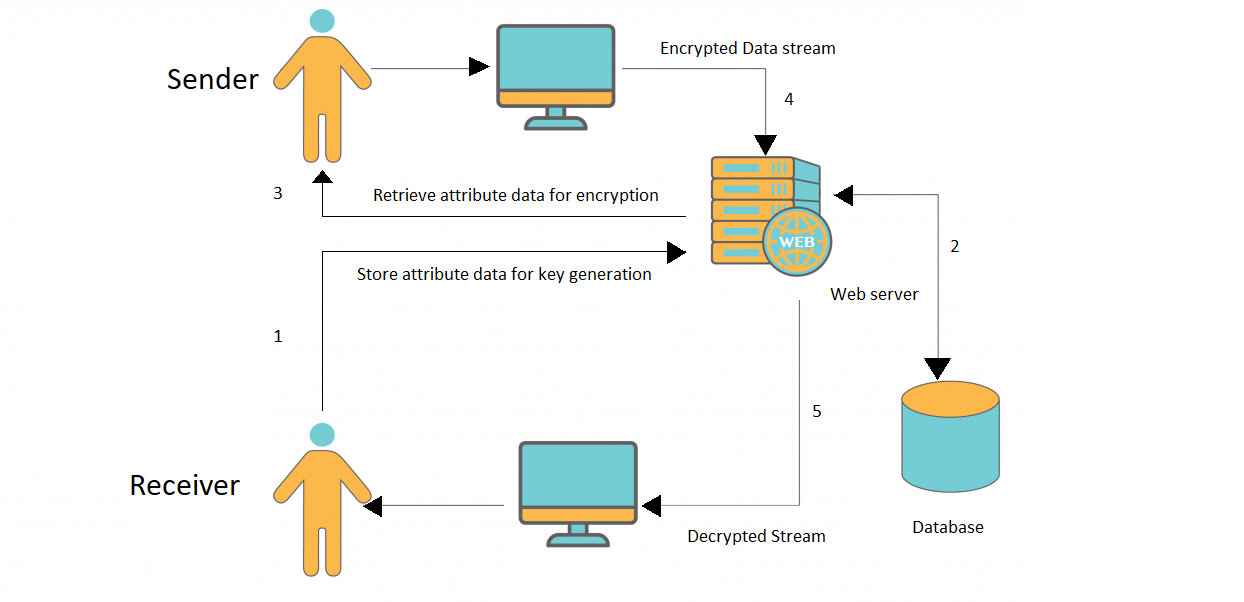 Encrypted Data stream
Sender
4
3
Retrieve attribute data for encryption
WEB
2
Store attribute data for key generation
Web server
1
5
Receiver
Decrypted Stream
Database